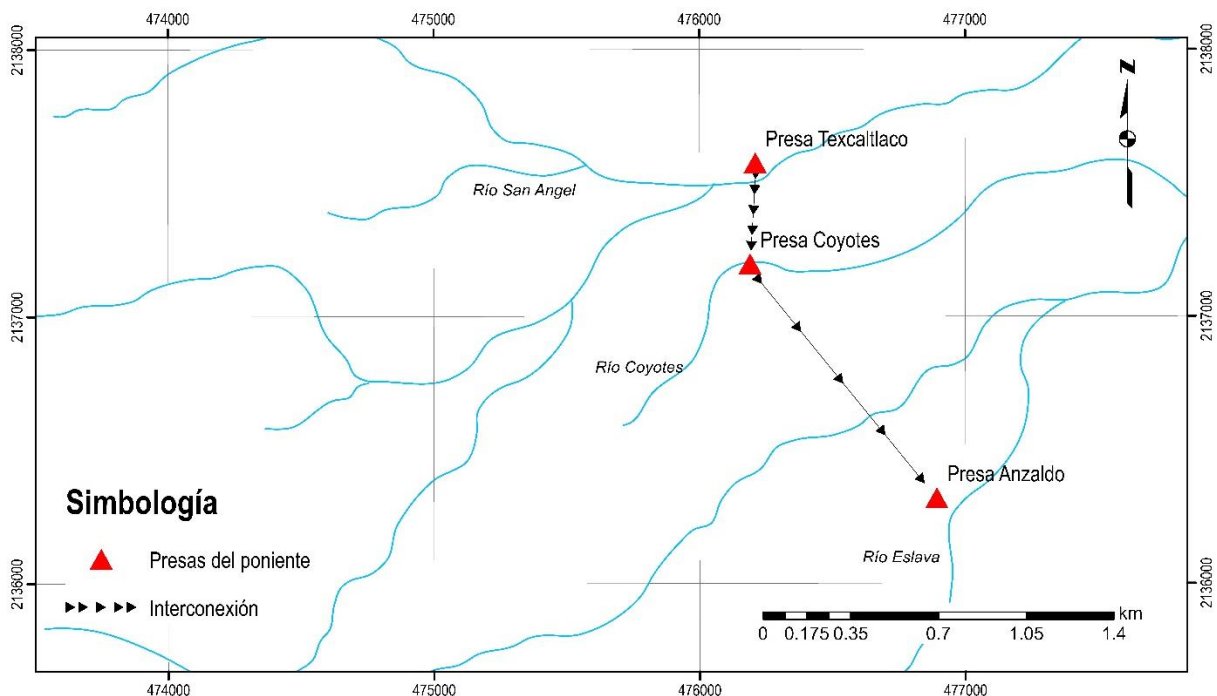 474000 475000 476000 477000
2138000 2138000
N
Presa Texcaltlaco
Río San Angel
Presa Coyotes
2137000 2137000
Río Coyotes
Presa Anzaldo
Simbología
Presas del poniente
Río Eslava
2136000 2136000
Interconexión
km
0 0.175 0.35 0.7 1.05 1.4
474000 475000 476000 477000